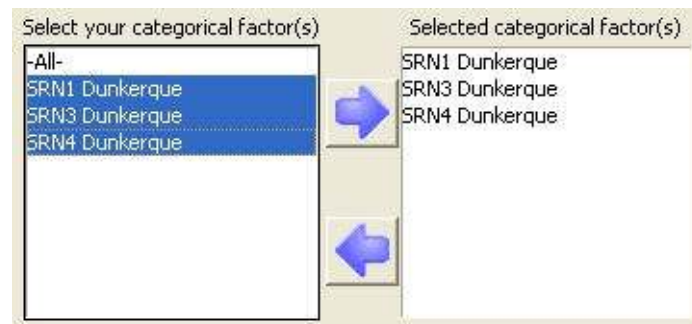 Select your categorical factor(s)
-All-
SRN1 Dunkerque
SRN3 Dunkerque
SRN4 Dunkerque
Selected categorical factor(s)
SRN1 Dunkerque
SRN3 Dunkerque
SRN4 Dunkerque